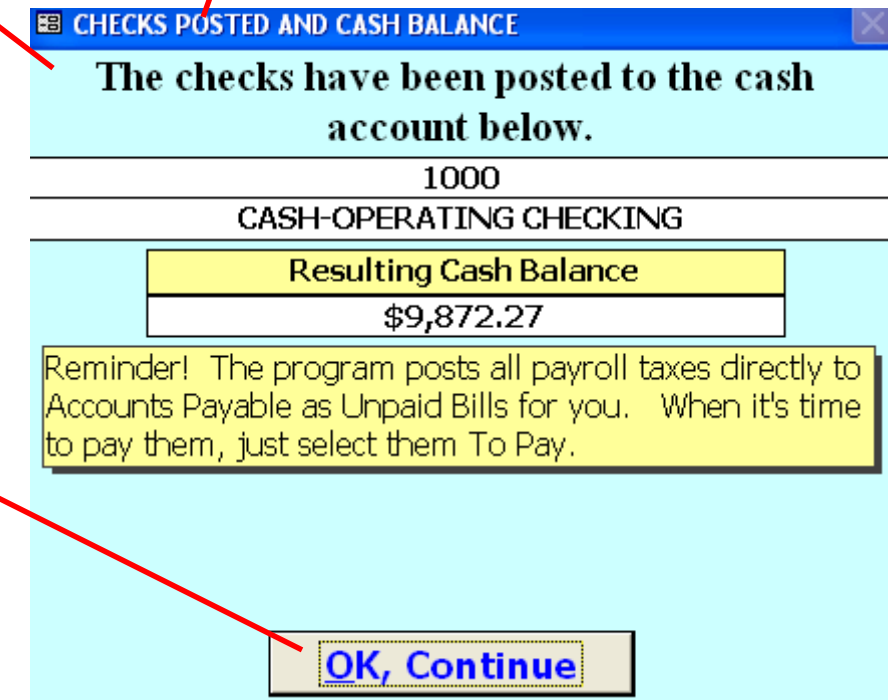 CHECKS POSTED AND CASH BALANCE
The checks have been posted to the cash
account below.
1000
CASH-OPERATING CHECKING
Resulting Cash Balance
$9,872.27
Reminder!  The program posts all payroll taxes directly to
Accounts Payable as Unpaid Bills for you.   When it's time
to pay them, just select them To Pay.
OK, Continue